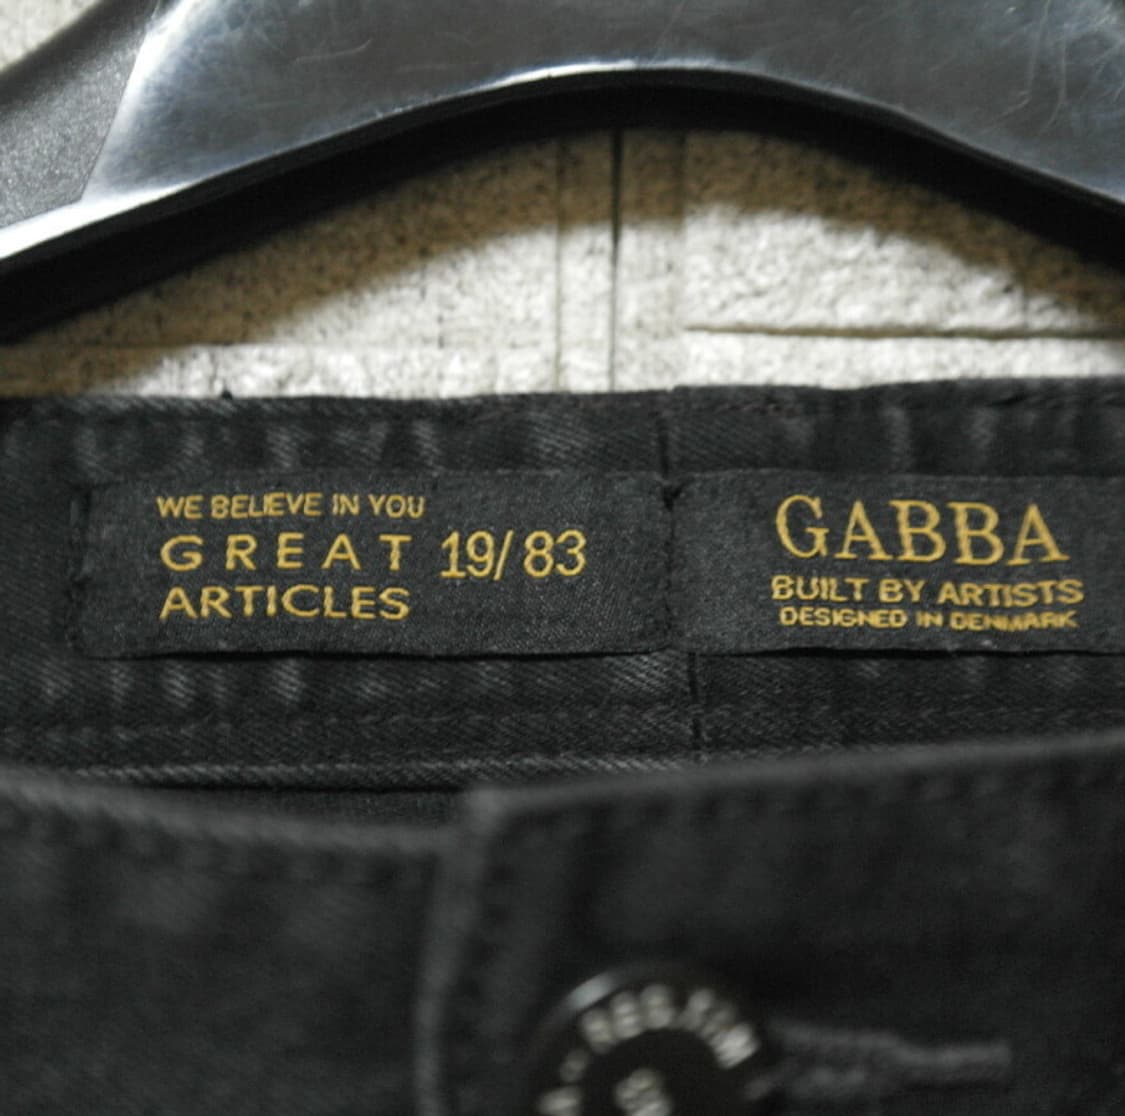 WE BELIEVE IN YOU
GREAT 19/83
ARTICLES
GABBA
BUILT BY ARTISTS
DESIGNED IN DENMARK